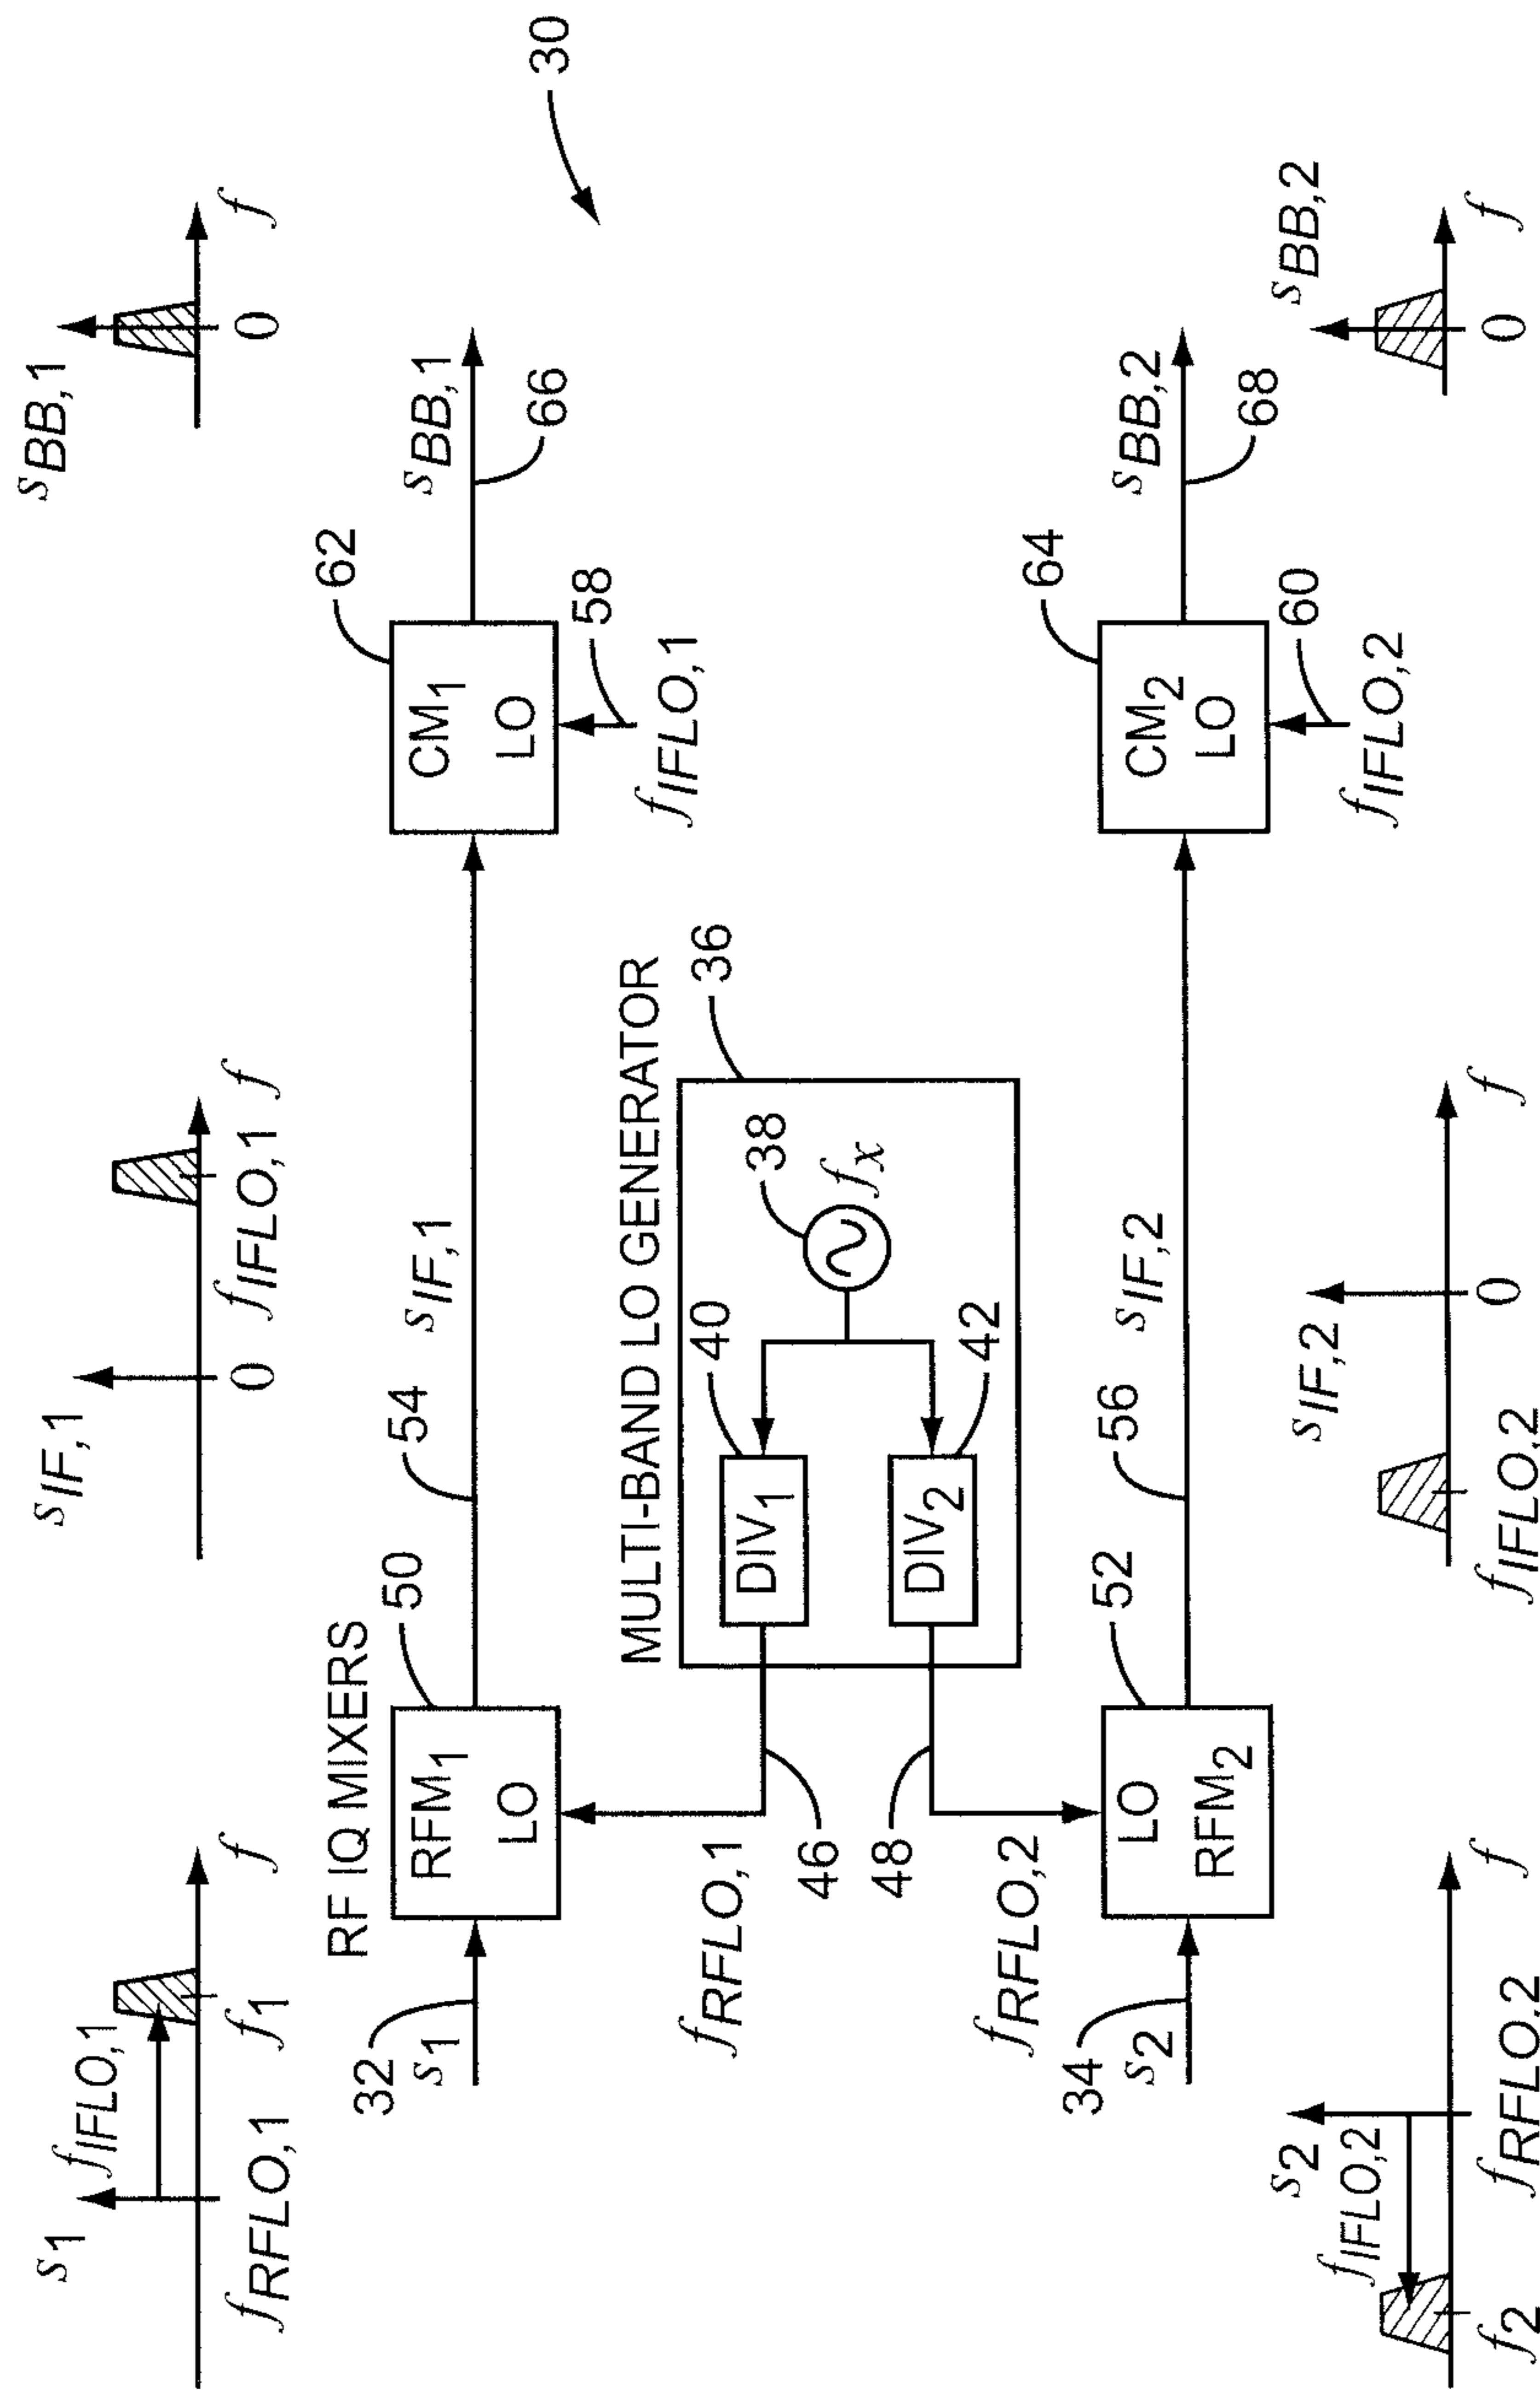 s1
fIFLO,1
fRFLO,1
f1
f
sIF,1
0
fIFLO,1
f
sBB,1
0
f
30
RF IQ MIXERS
32
s1
RFM1
LO
50
54
sIF,1
CM1
LO
62
58
fIFLO,1
sBB,1
66
MULTI-BAND LO GENERATOR
36
fRFLO,1
46
DIV1
40
38
fx
fRFLO,2
48
DIV2
42
34
s2
LO
RFM2
52
56
sIF,2
CM2
LO
64
60
fIFLO,2
sBB,2
68
s2
fIFLO,2
f2
fRFLO,2
f
sIF,2
fIFLO,2
0
f
sBB,2
0
f